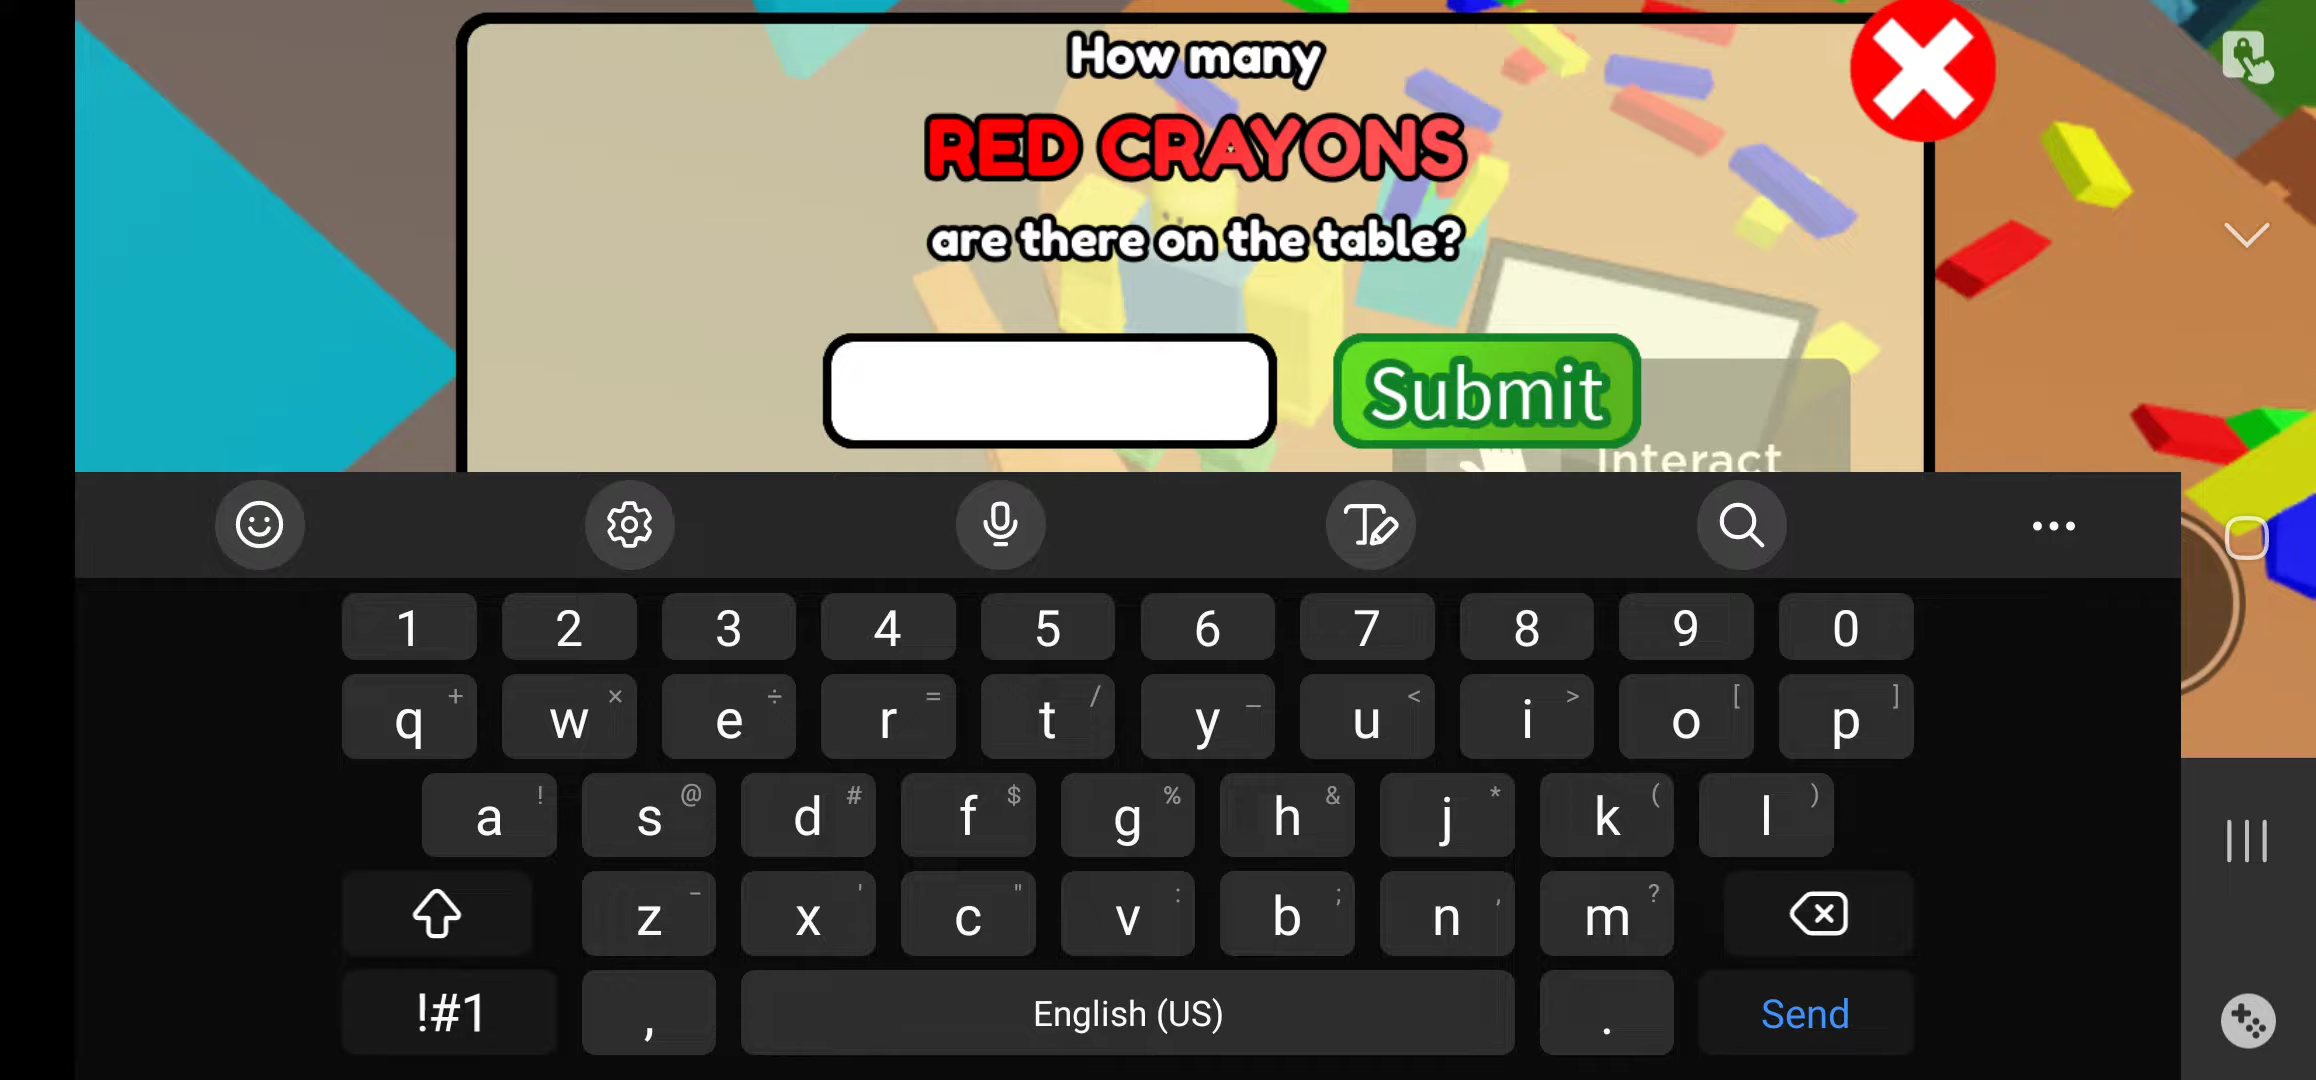 How many
RED CRAYONS
are there on the table?
Submit
Interact
1 2 3 4 5 6 7 8 9 0
q + w × e ÷ r = t / y _ u < i > o [ p ]
a ! s @ d # f $ g % h & j * k ( l )
z - x ' c " v : b ; n , m ?
!#1 , English (US) . Send